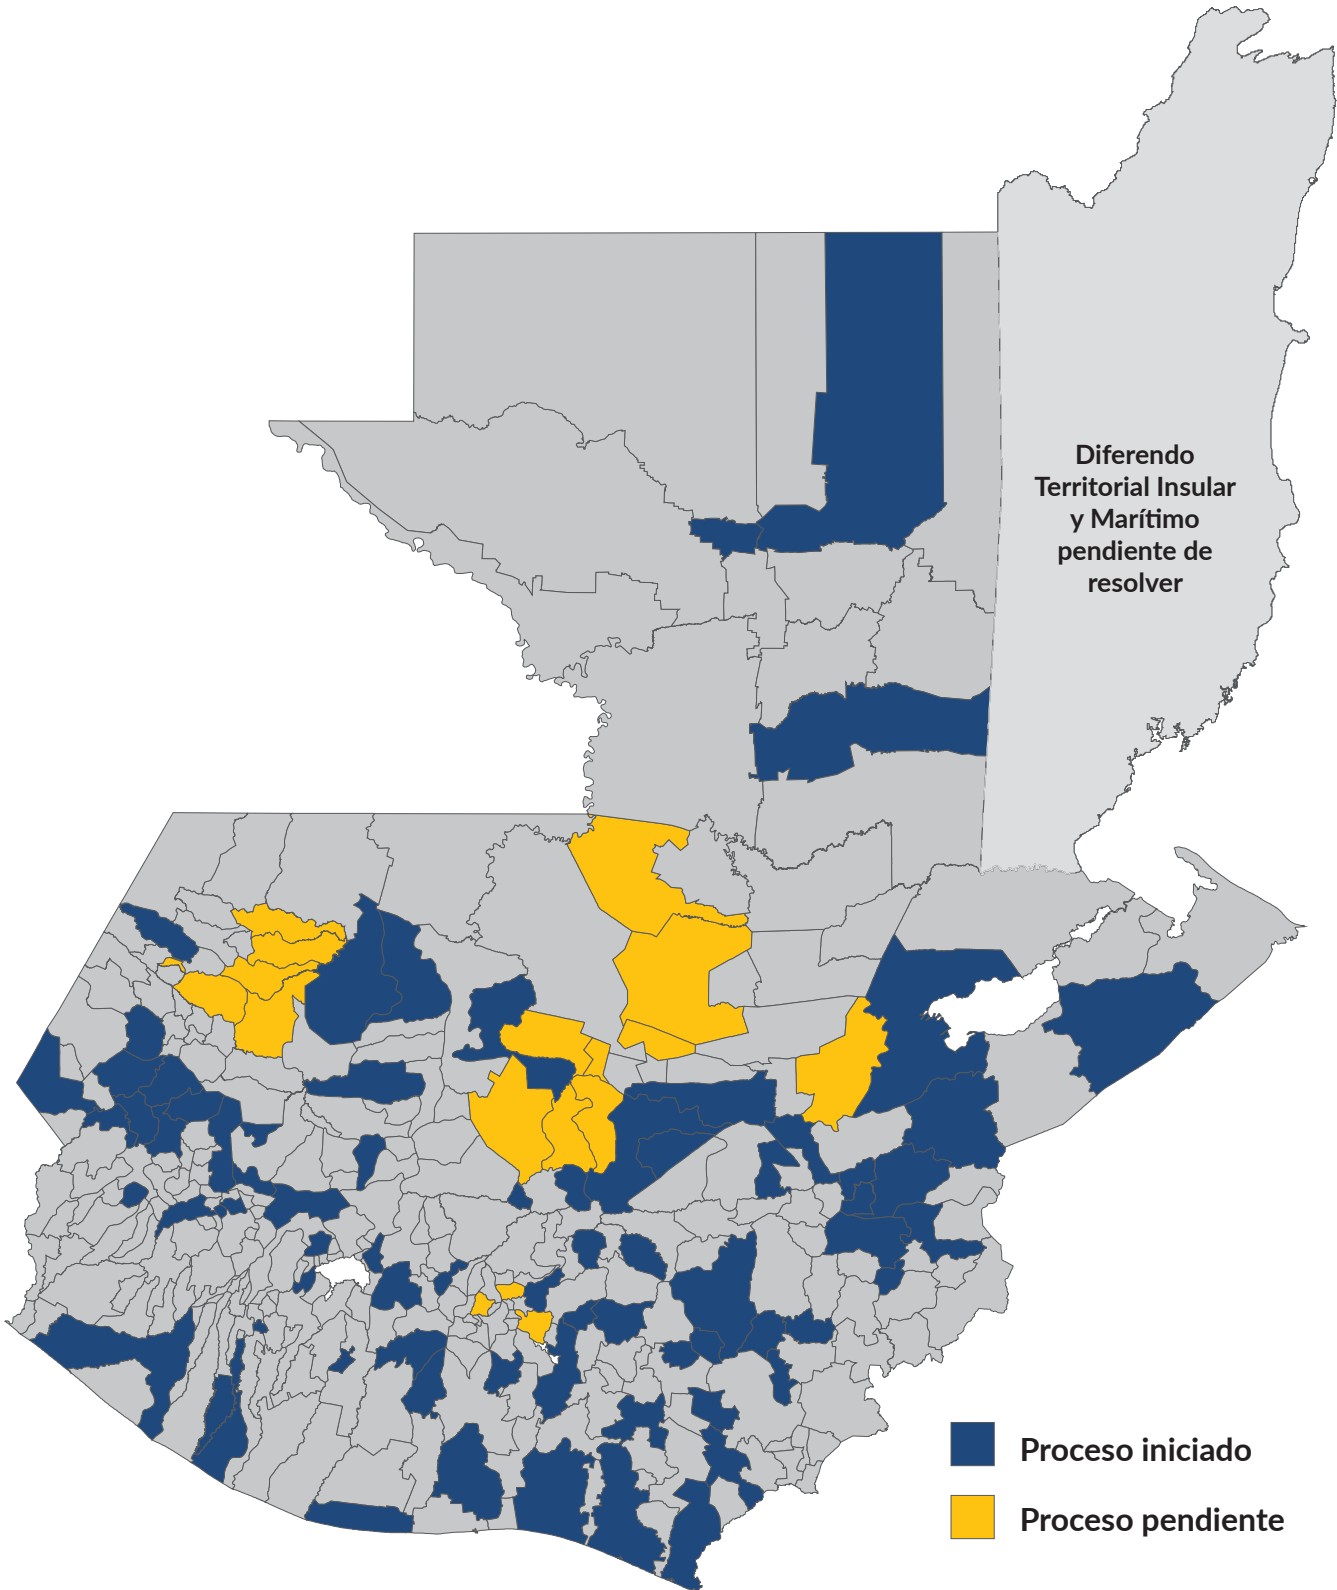 Diferendo
Territorial Insular
y Marítimo
pendiente de
resolver
Proceso iniciado
Proceso pendiente